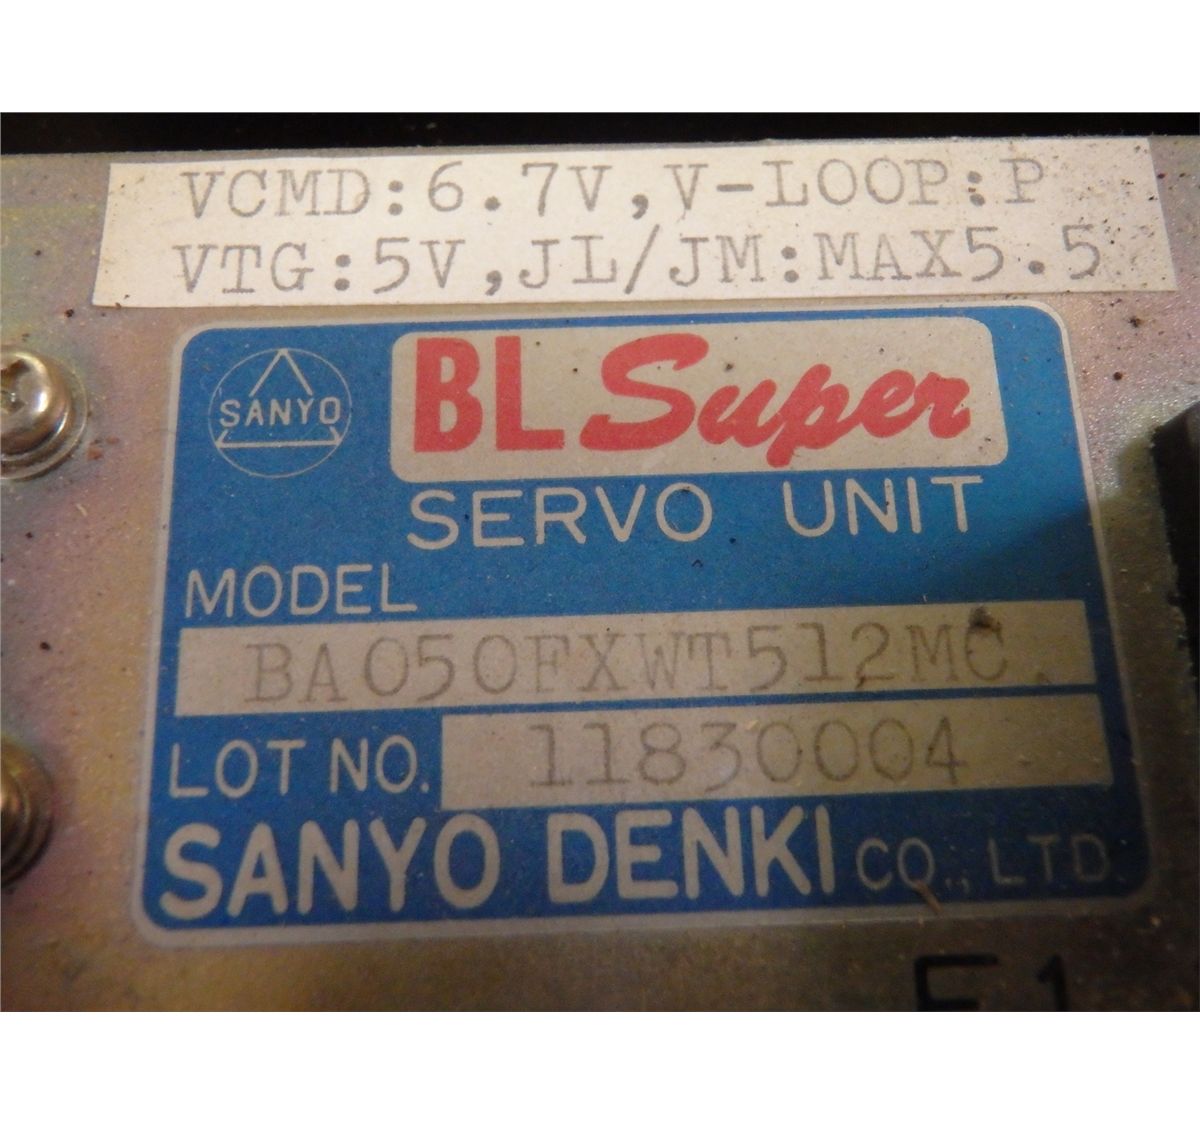 VCMD:6.7V,V-LOOP:P
VTG:5V,JL/JM:MAX5.5
SANYO
BL Super
SERVO UNIT
MODEL
BA050FXWT512MC
LOT NO. 11830004
SANYO DENKI CO., LTD.